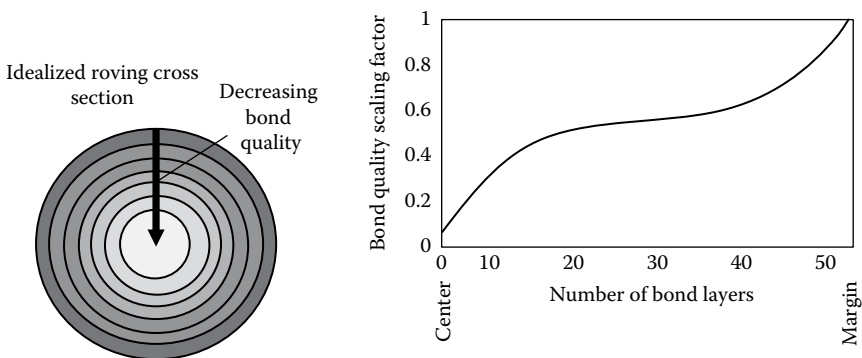 Idealized roving cross
section
Decreasing
bond
quality
Bond quality scaling factor
1
0.8
0.6
0.4
0.2
0
0 10 20 30 40 50
Center
Number of bond layers
Margin